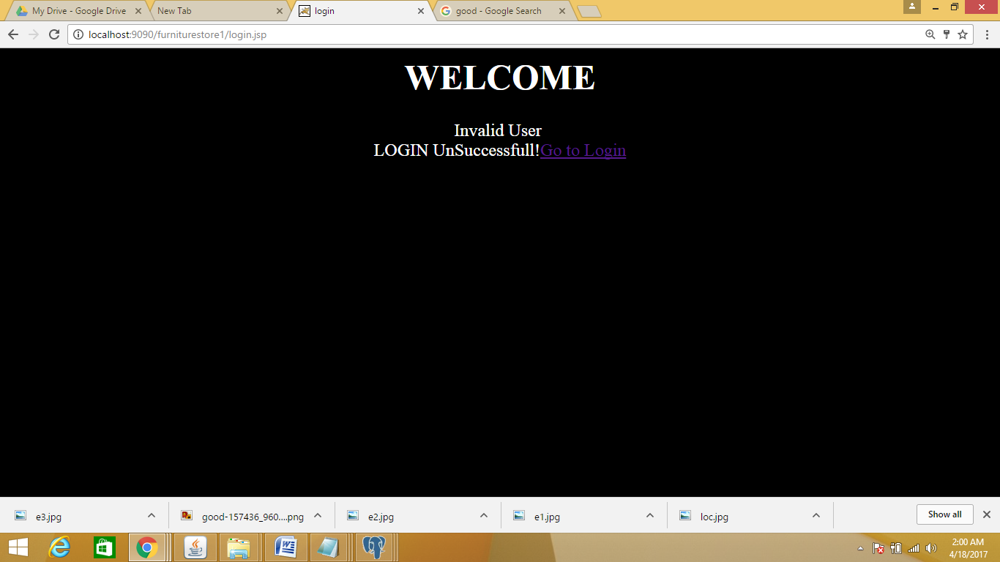 My Drive - Google Drive
New Tab
login
good - Google Search
localhost:9090/furniturestore1/login.jsp
WELCOME
Invalid User
LOGIN UnSuccessfull!Go to Login
e3.jpg
good-157436_960....png
e2.jpg
e1.jpg
loc.jpg
Show all
2:00 AM
4/18/2017